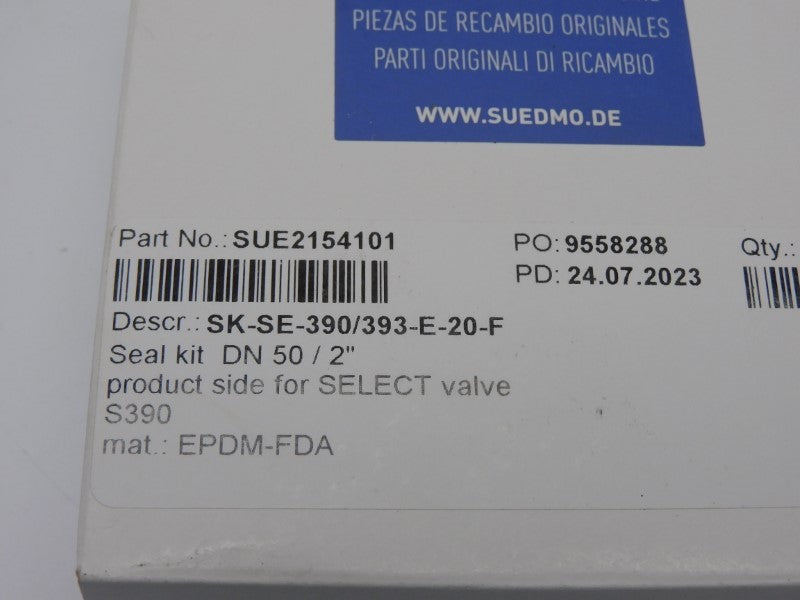 PIEZAS DE RECAMBIO ORIGINALES
PARTI ORIGINALI DI RICAMBIO
WWW.SUEDMO.DE
Part No.: SUE2154101
PO: 9558288
Qty.:
PD: 24.07.2023
Descr.: SK-SE-390/393-E-20-F
Seal kit DN 50 / 2"
product side for SELECT valve
S390
mat.: EPDM-FDA